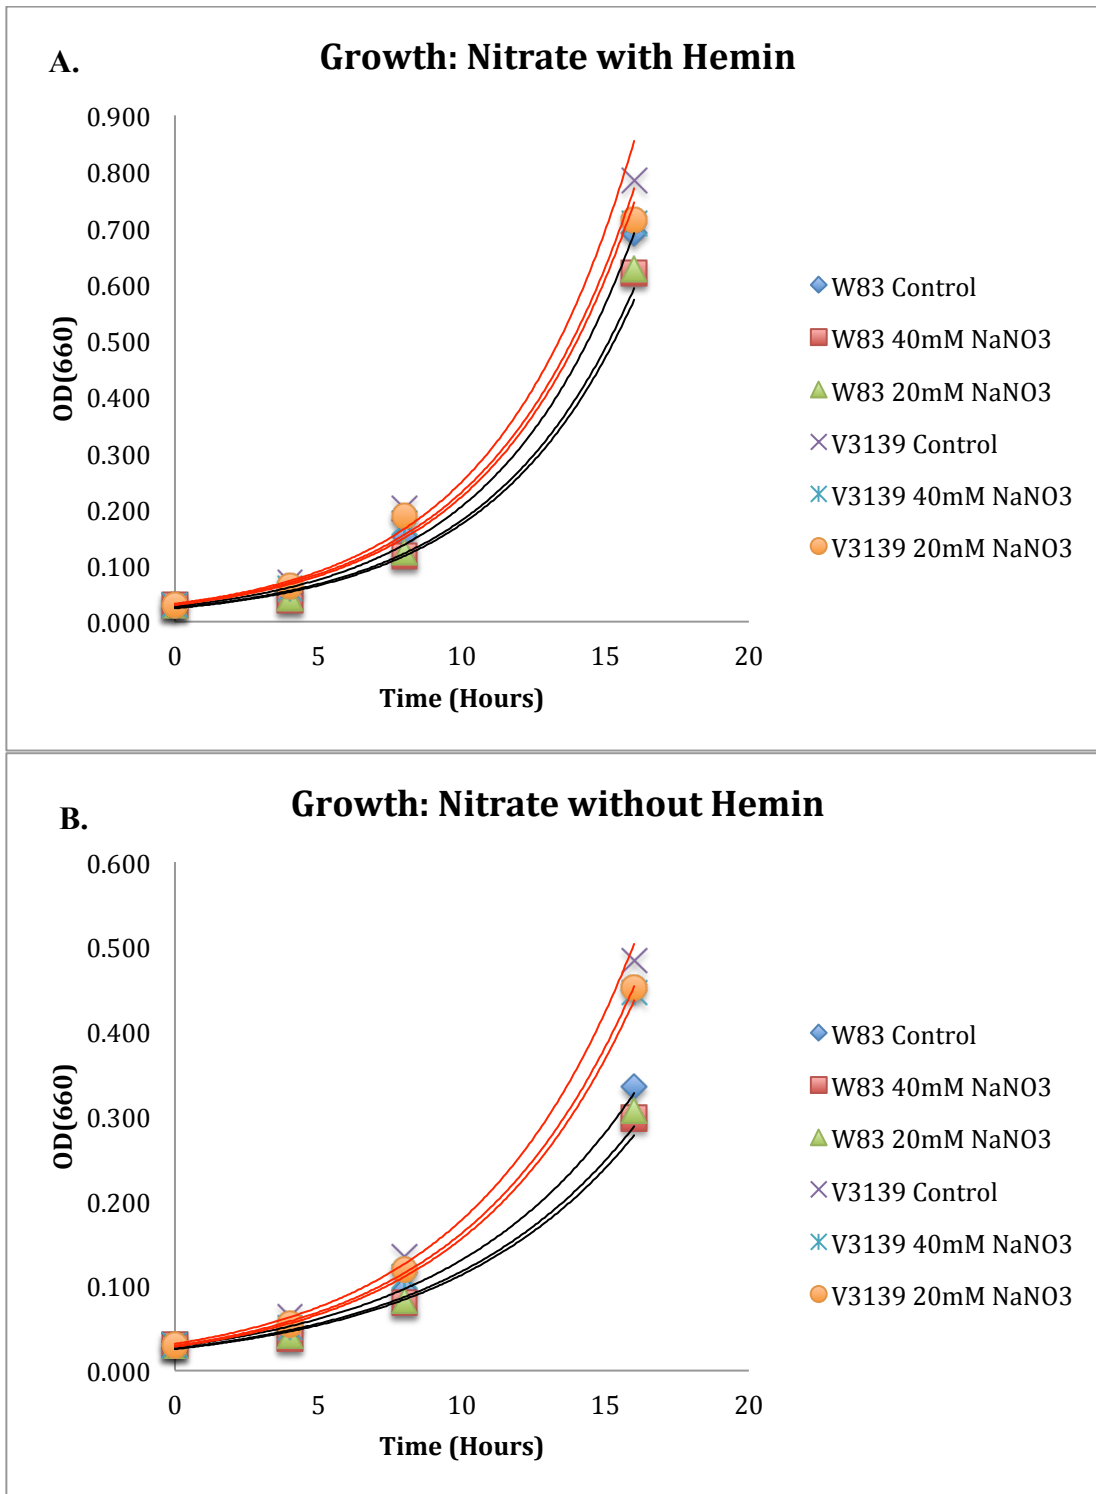 A.
Growth: Nitrate with Hemin
0.900
0.800
0.700
0.600
0.500
0.400
0.300
0.200
0.100
0.000
OD(660)
0 5 10 15 20
Time (Hours)
W83 Control
W83 40mM NaNO3
W83 20mM NaNO3
V3139 Control
V3139 40mM NaNO3
V3139 20mM NaNO3
B.
Growth: Nitrate without Hemin
0.600
0.500
0.400
0.300
0.200
0.100
0.000
OD(660)
0 5 10 15 20
Time (Hours)
W83 Control
W83 40mM NaNO3
W83 20mM NaNO3
V3139 Control
V3139 40mM NaNO3
V3139 20mM NaNO3